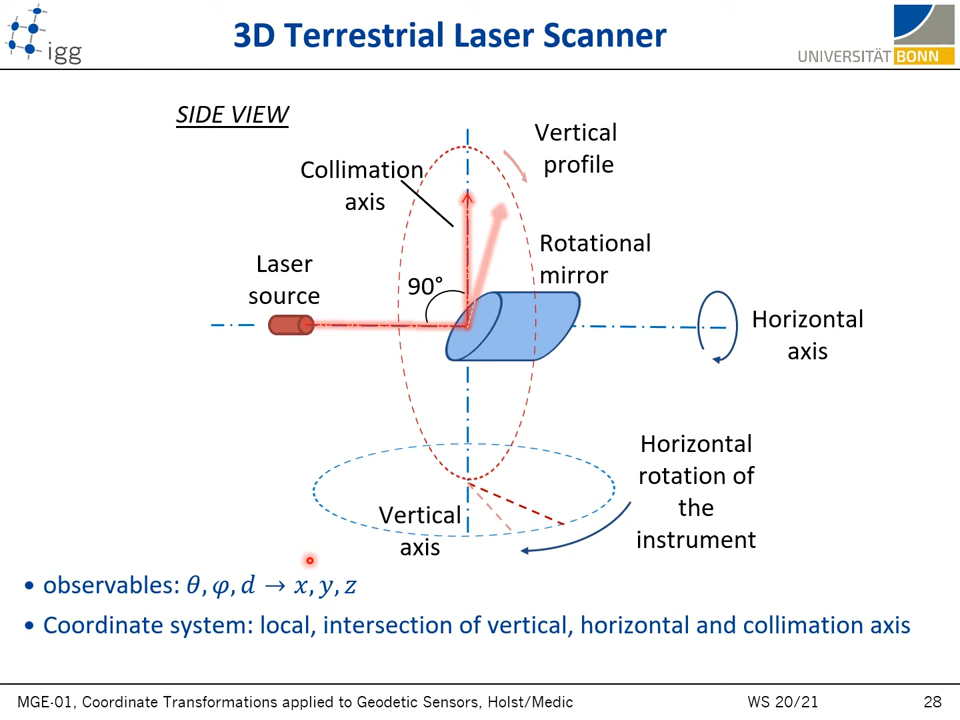 igg
3D Terrestrial Laser Scanner
UNIVERSITÄT BONN
SIDE VIEW
Vertical
profile
Collimation
axis
Rotational
mirror
Laser
source
90°
Horizontal
axis
Horizontal
rotation of
the
instrument
Vertical
axis
• observables: θ, φ, d → x, y, z
• Coordinate system: local, intersection of vertical, horizontal and collimation axis
MGE-01, Coordinate Transformations applied to Geodetic Sensors, Holst/Medic WS 20/21 28